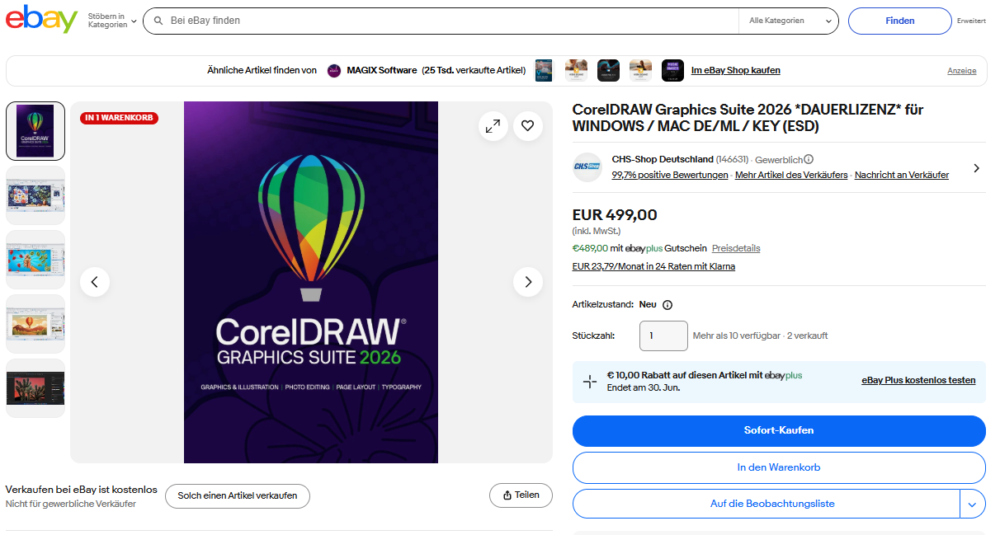 ebay
Stöbern in
Kategorien
Bei eBay finden
Alle Kategorien
Finden
Erweitert
Ähnliche Artikel finden von
MAGIX Software (25 Tsd. verkaufte Artikel)
Im eBay Shop kaufen
Anzeige
IN 1 WARENKORB
CorelDRAW®
GRAPHICS SUITE 2026
GRAPHICS & ILLUSTRATION | PHOTO EDITING | PAGE LAYOUT | TYPOGRAPHY
Verkaufen bei eBay ist kostenlos
Nicht für gewerbliche Verkäufer
Solch einen Artikel verkaufen
Teilen
CorelDRAW Graphics Suite 2026 *DAUERLIZENZ* für
WINDOWS / MAC DE/ML / KEY (ESD)
CHS Shop
CHS-Shop Deutschland (146631) · Gewerblich
99,7% positive Bewertungen · Mehr Artikel des Verkäufers · Nachricht an Verkäufer
EUR 499,00
(inkl. MwSt.)
€489,00 mit ebayplus Gutschein Preisdetails
EUR 23,79/Monat in 24 Raten mit Klarna
Artikelzustand: Neu
Stückzahl: 1 Mehr als 10 verfügbar · 2 verkauft
€ 10,00 Rabatt auf diesen Artikel mit ebayplus
Endet am 30. Jun.
eBay Plus kostenlos testen
Sofort-Kaufen
In den Warenkorb
Auf die Beobachtungsliste